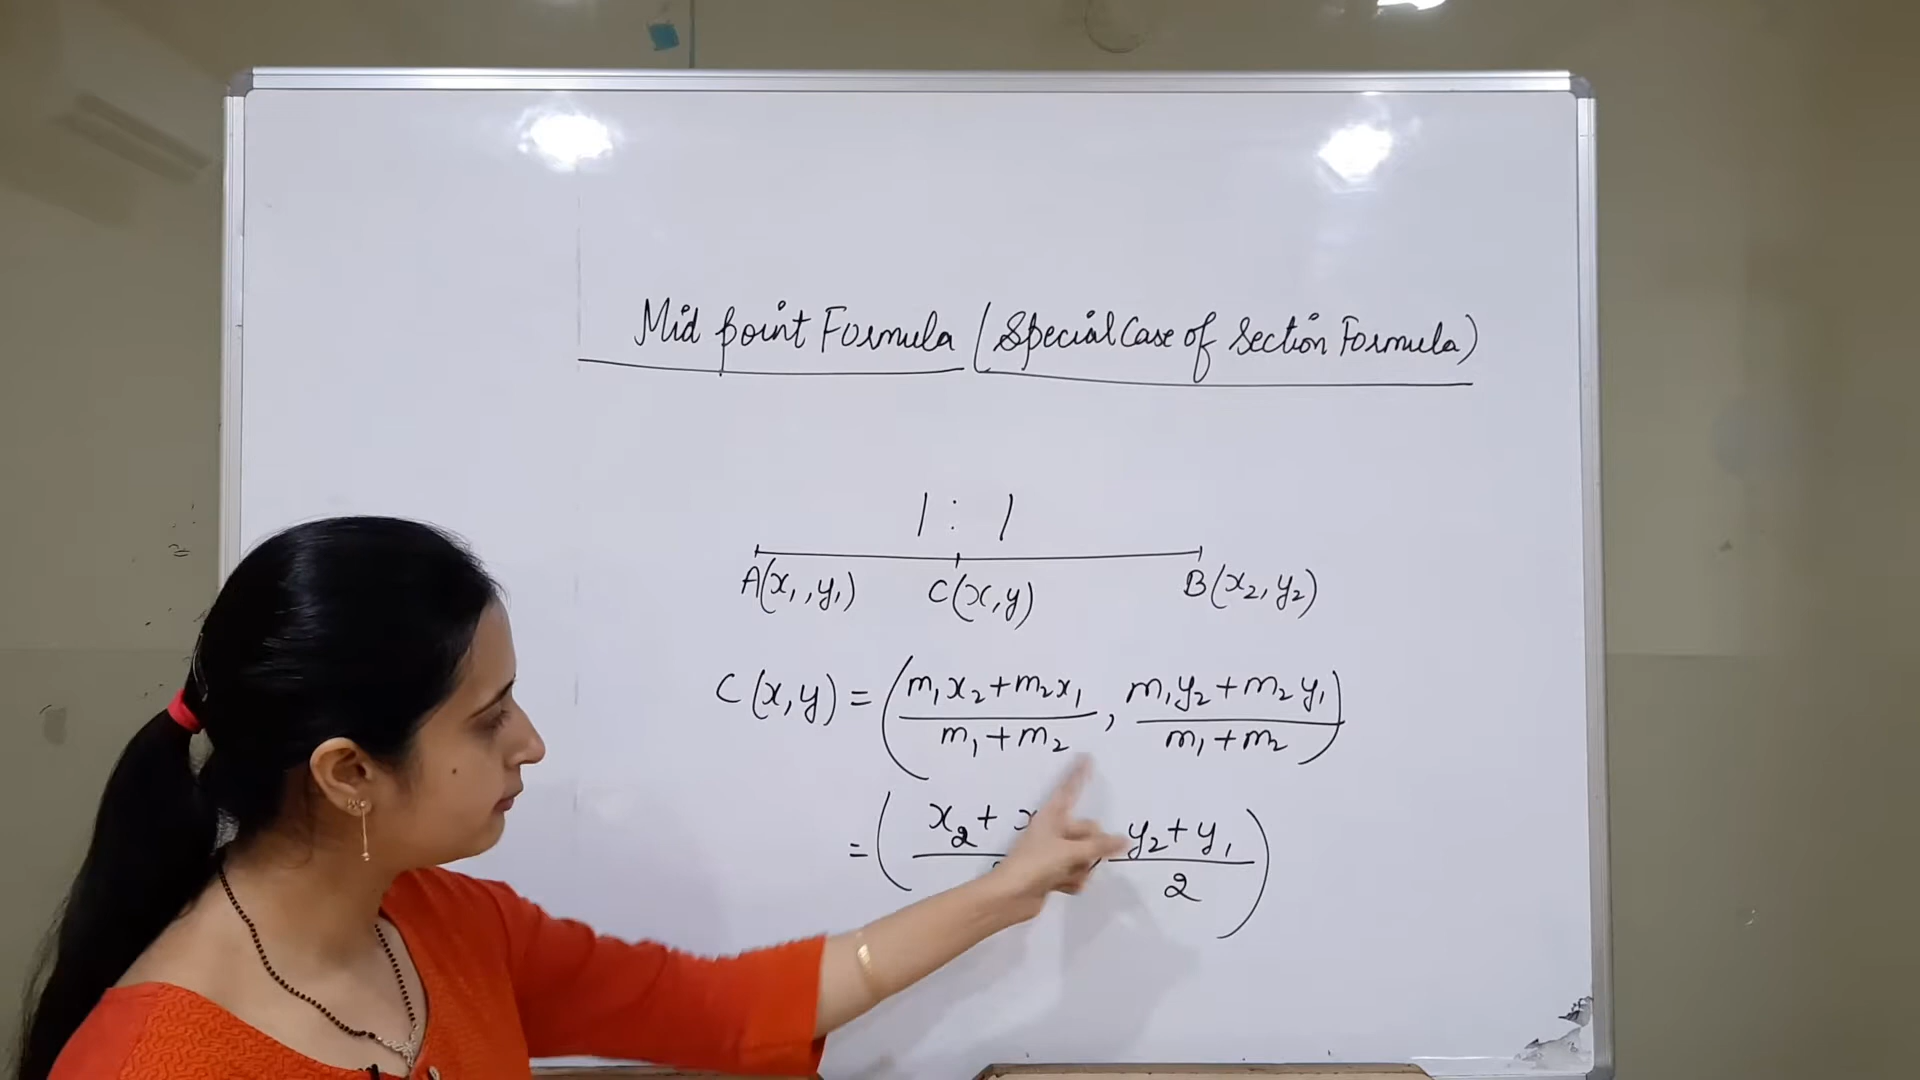 Mid point Formula (Special Case of Section Formula)
1 : 1
A(x₁, y₁) C(x, y) B(x₂, y₂)
C(x, y) = ((m₁x₂ + m₂x₁)/(m₁ + m₂), (m₁y₂ + m₂y₁)/(m₁ + m₂))
= ((x₂ + x, (y₂ + y₁)/2)